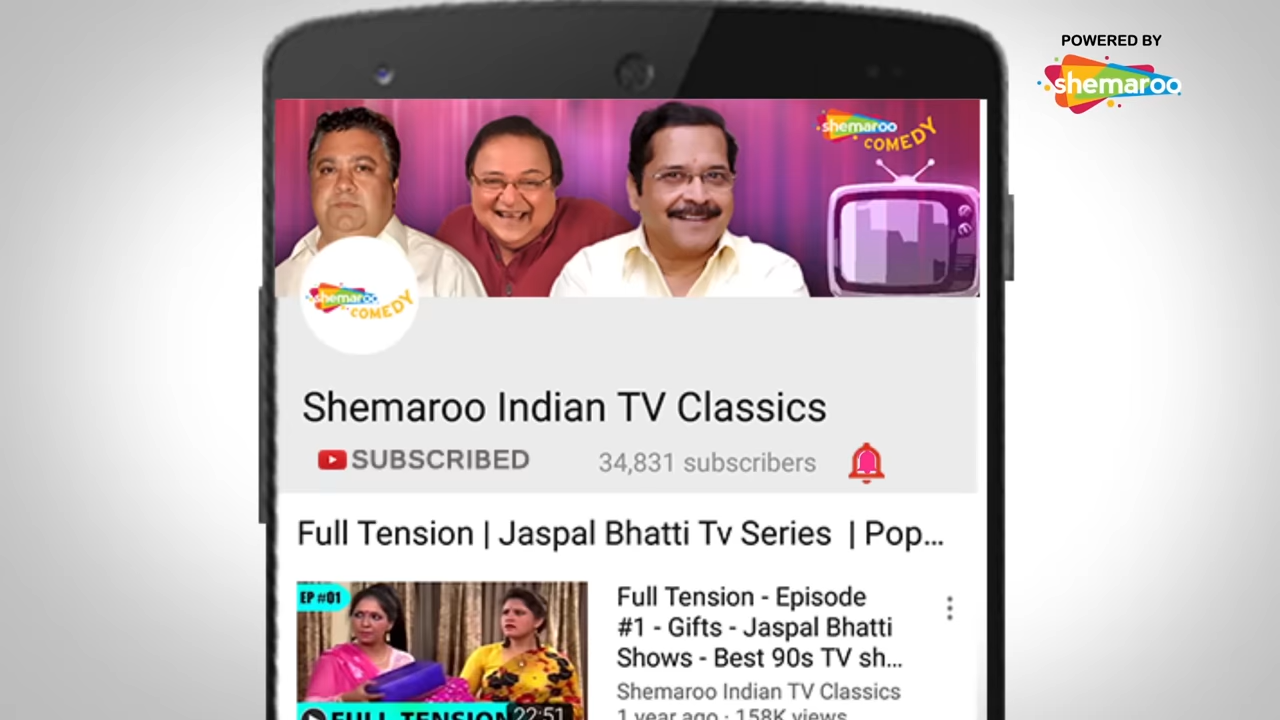 POWERED BY
shemaroo
shemaroo
COMEDY
shemaroo
COMEDY
Shemaroo Indian TV Classics
SUBSCRIBED
34,831 subscribers
Full Tension | Jaspal Bhatti Tv Series | Pop...
EP #01
FULL TENSION
22:51
Full Tension - Episode
#1 - Gifts - Jaspal Bhatti
Shows - Best 90s TV sh...
Shemaroo Indian TV Classics
1 year ago · 158K views